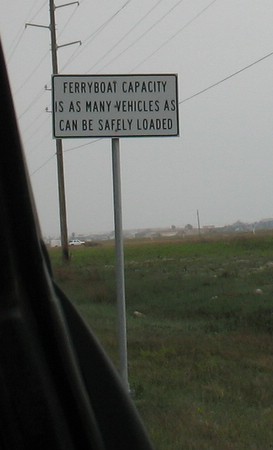 FERRYBOAT CAPACITY
IS AS MANY VEHICLES AS
CAN BE SAFELY LOADED